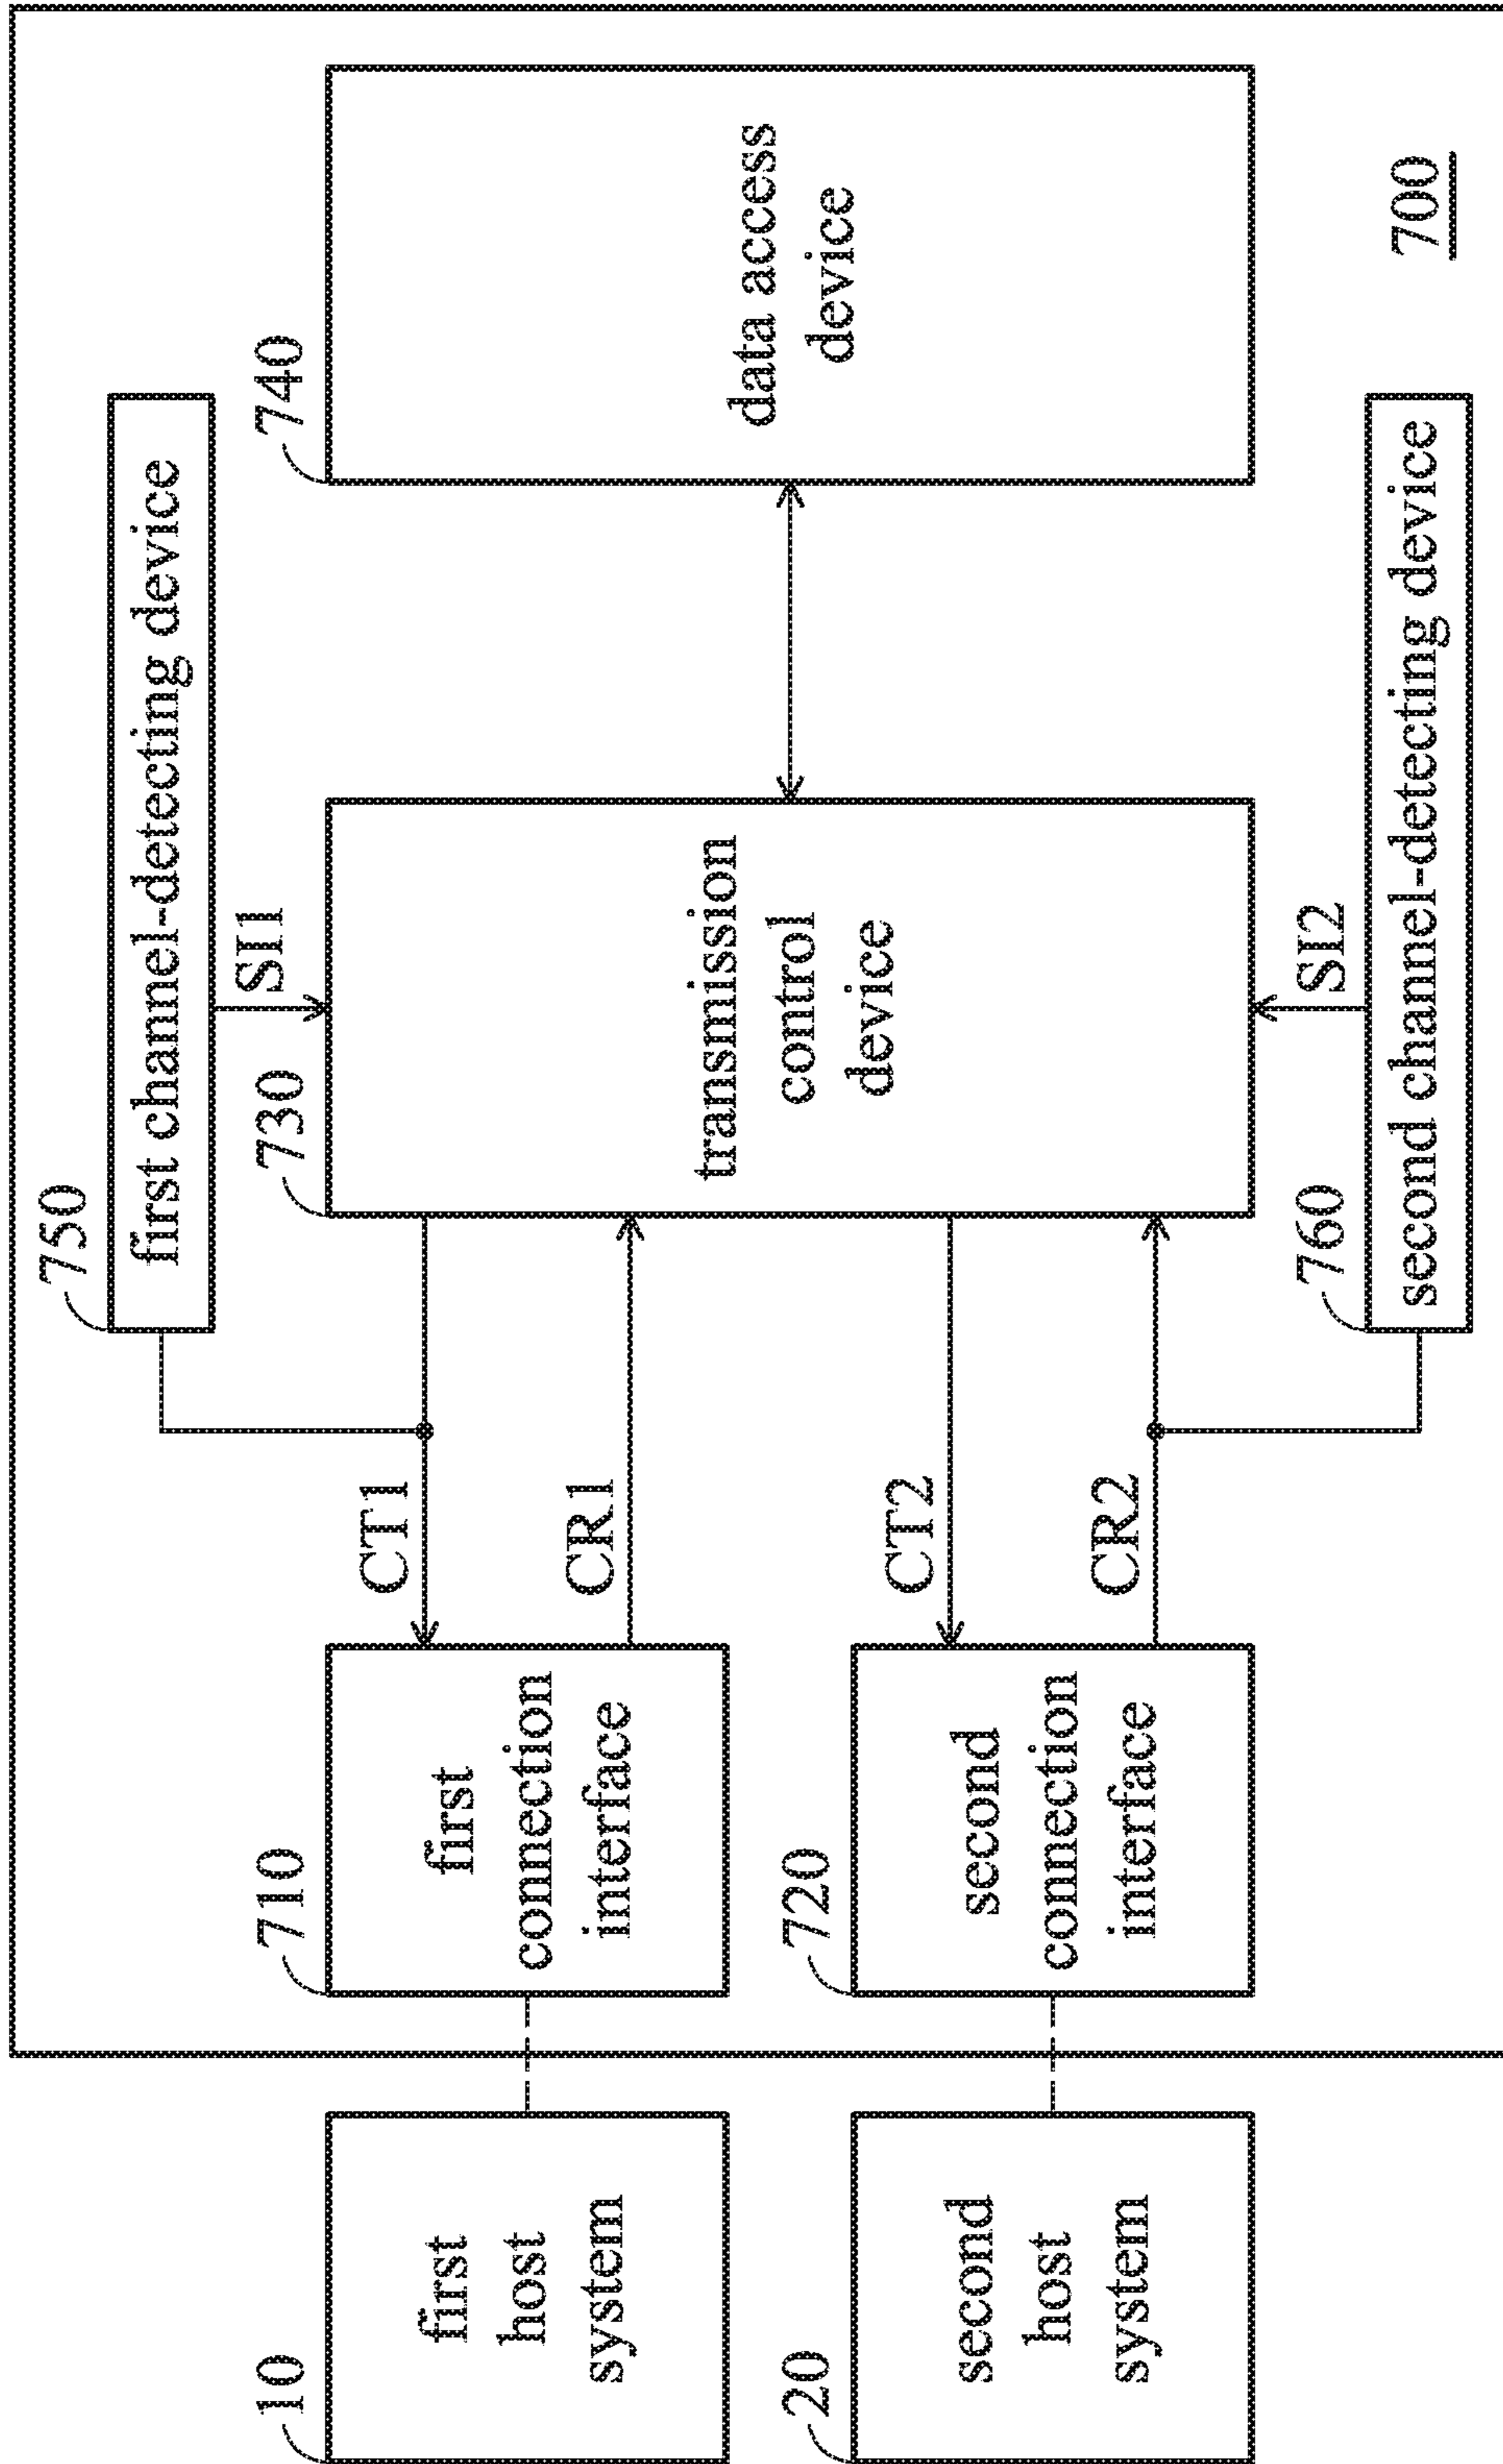 750
first channel-detecting device
SI1
10
first
host
system
710
first
connection
interface
CT1
CR1
730
transmission
control
device
740
data access
device
20
second
host
system
720
second
connection
interface
CT2
CR2
SI2
760
second channel-detecting device
700